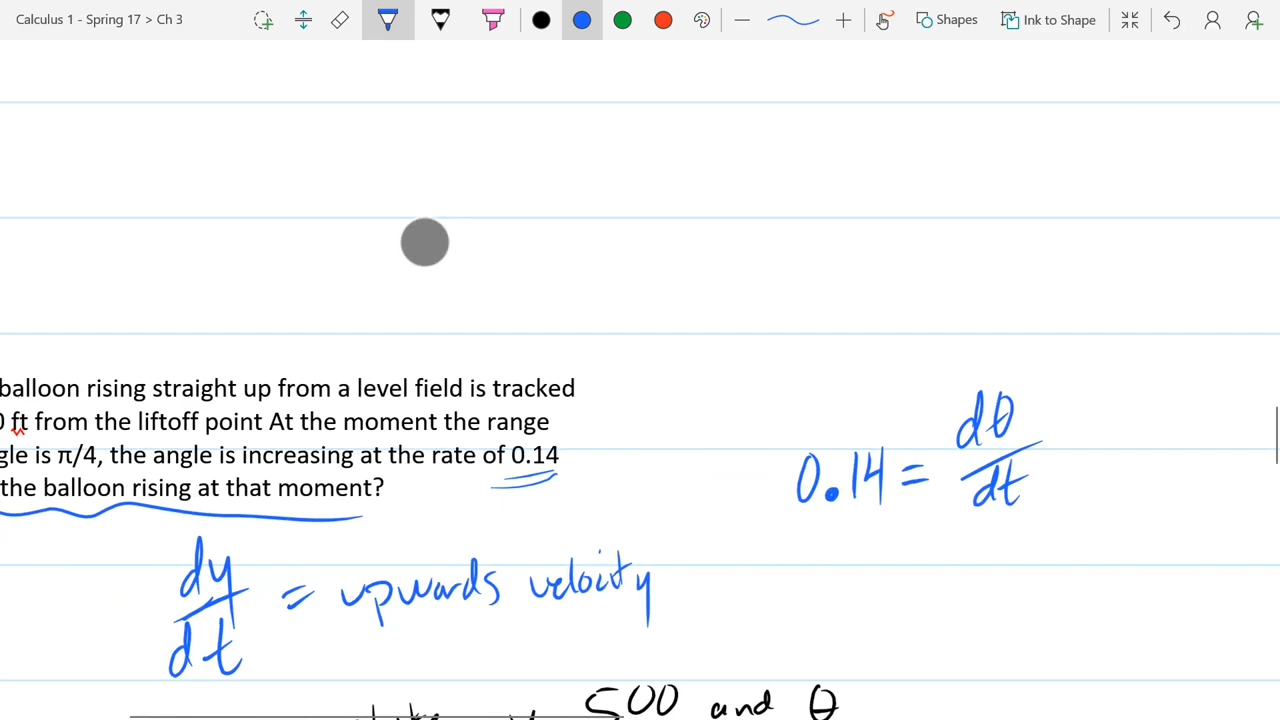 Calculus 1 - Spring 17 > Ch 3
Shapes
Ink to Shape
balloon rising straight up from a level field is tracked
0 ft from the liftoff point At the moment the range
gle is π/4, the angle is increasing at the rate of 0.14
the balloon rising at that moment?
0.14 = dθ/dt
dy/dt = upwards velocity
500 and θ